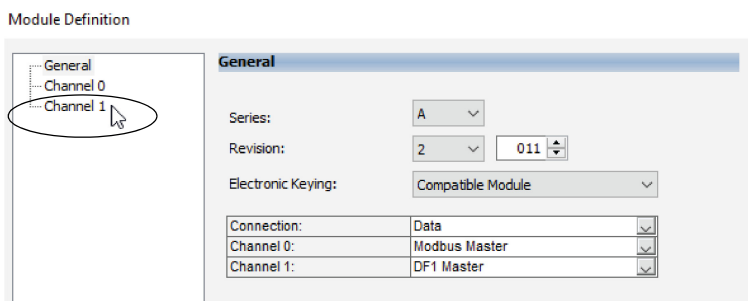 Module Definition
General
Channel 0
Channel 1
General
Series: A
Revision: 2 011
Electronic Keying: Compatible Module
Connection: Data
Channel 0: Modbus Master
Channel 1: DF1 Master